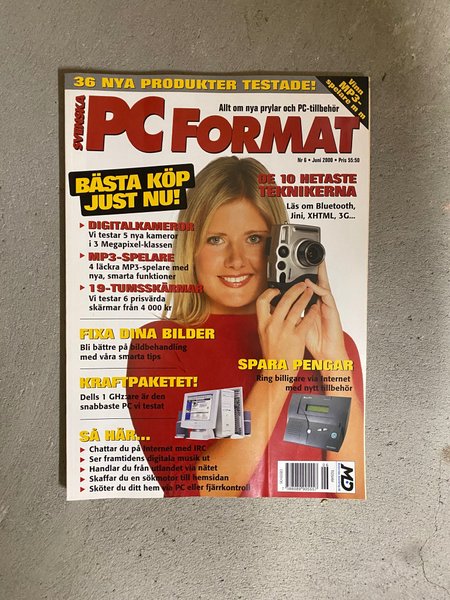 36 NYA PRODUKTER TESTADE!
Vinn
MP3-
spelare m m
Allt om nya prylar och PC-tillbehör
SVENSKA
PC FORMAT
Nr 6 • Juni 2000 • Pris 55:50
BÄSTA KÖP
JUST NU!
DE 10 HETASTE
TEKNIKERNA
Läs om Bluetooth,
Jini, XHTML, 3G...
DIGITALKAMEROR
Vi testar 5 nya kameror
i 3 Megapixel-klassen
MP3-SPELARE
4 läckra MP3-spelare med
nya, smarta funktioner
19-TUMSSKÄRMAR
Vi testar 6 prisvärda
skärmar från 4 000 kr
FIXA DINA BILDER
Bli bättre på bildbehandling
med våra smarta tips
SPARA PENGAR
Ring billigare via Internet
med nytt tillbehör
KRAFTPAKETET!
Dells 1 GHz:are är den
snabbaste PC vi testat
SÅ HÄR...
Chattar du på Internet med IRC
Ser framtidens digitala musik ut
Handlar du från utlandet via nätet
Skaffar du en sökmotor till hemsidan
Sköter du ditt hem via PC eller fjärrkontroll
MD